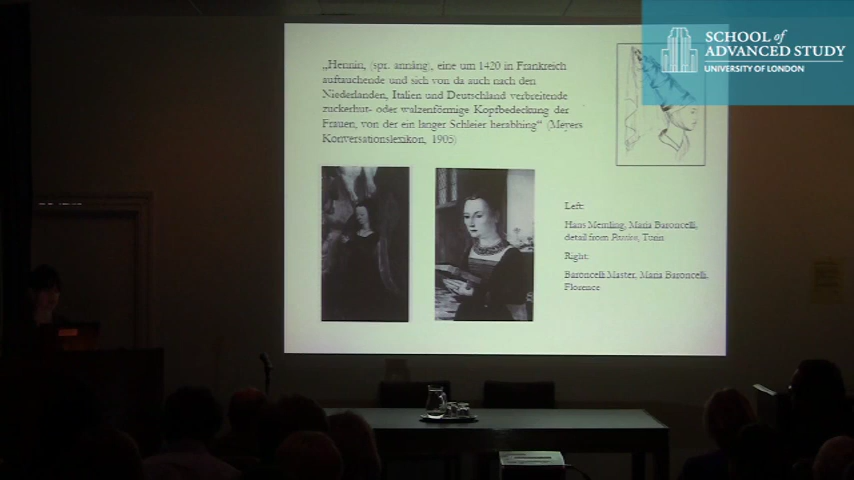 „Hennin, (spr. annäng), eine um 1420 in Frankreich
auftauchende und sich von da auch nach den
Niederlanden, Italien und Deutschland verbreitende
zuckerhut- oder walzenförmige Kopfbedeckung der
Frauen, von der ein langer Schleier herabhing“ (Meyers
Konversationslexikon, 1905)
SCHOOL of
ADVANCED STUDY
UNIVERSITY OF LONDON
Left:
Hans Memling, Maria Baroncelli,
detail from Passion, Turin
Right:
Baroncelli Master, Maria Baroncelli,
Florence